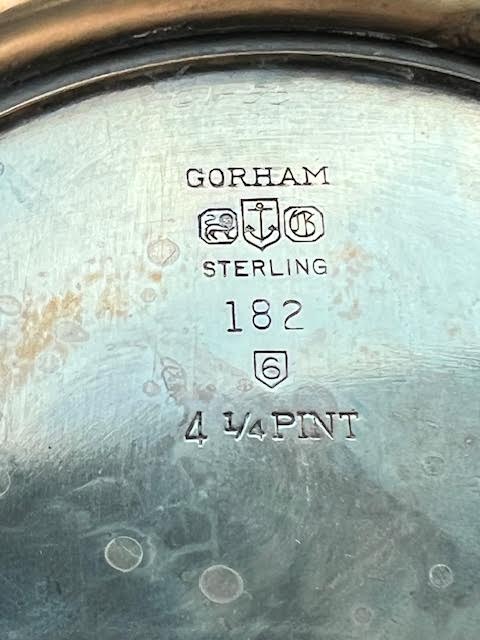 GORHAM
G
STERLING
182
6
4 1/4 PINT